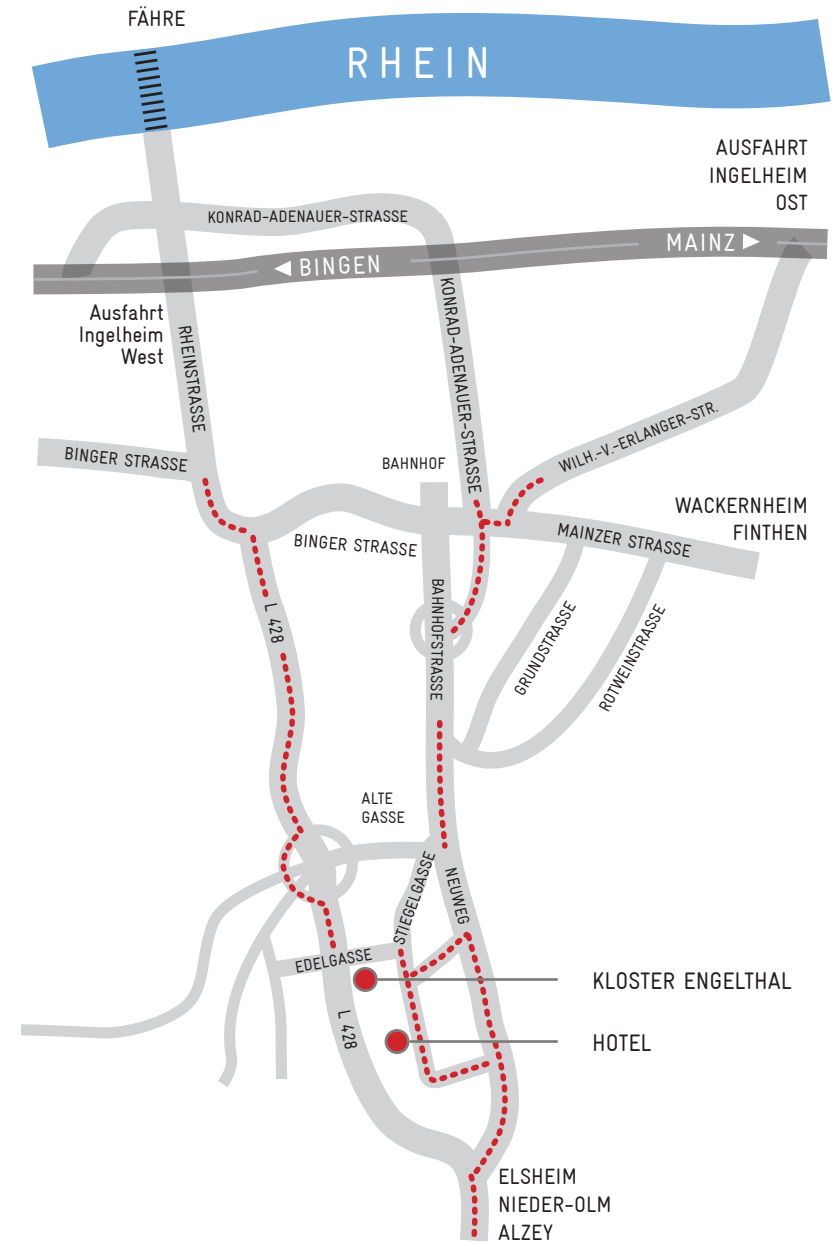 FÄHRE
RHEIN
AUSFAHRT
INGELHEIM
OST
KONRAD-ADENAUER-STRASSE
MAINZ
BINGEN
Ausfahrt
Ingelheim
West
RHEINSTRASSE
KONRAD-ADENAUER-STRASSE
WILH.-V.-ERLANGER-STR.
BINGER STRASSE
BAHNHOF
WACKERNHEIM
FINTHEN
BINGER STRASSE
MAINZER STRASSE
L 428
BAHNHOFSTRASSE
GRUNDSTRASSE
ROTWEINSTRASSE
ALTE
GASSE
STIEGELGASSE
NEUWEG
EDELGASSE
KLOSTER ENGELTHAL
L 428
HOTEL
ELSHEIM
NIEDER-OLM
ALZEY